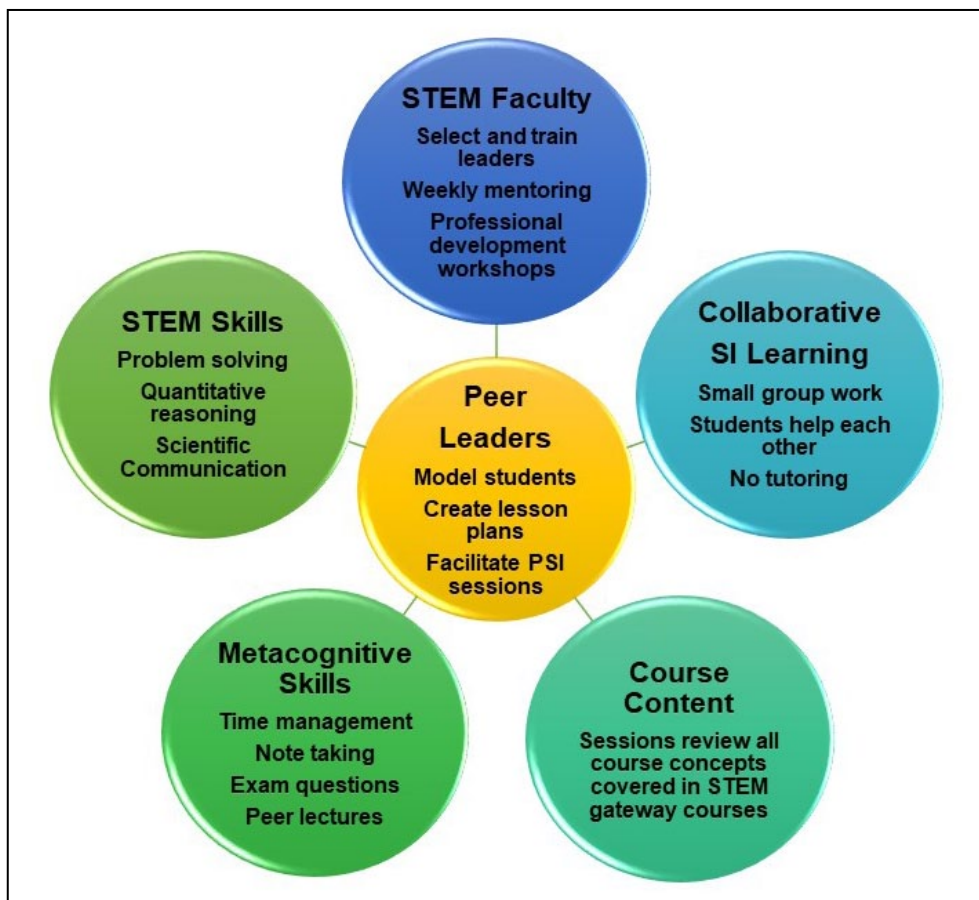 STEM Faculty
Select and train
leaders
Weekly mentoring
Professional
development
workshops
Collaborative
SI Learning
Small group work
Students help each
other
No tutoring
Course
Content
Sessions review all
course concepts
covered in STEM
gateway courses
Metacognitive
Skills
Time management
Note taking
Exam questions
Peer lectures
STEM Skills
Problem solving
Quantitative
reasoning
Scientific
Communication
Peer
Leaders
Model students
Create lesson
plans
Facilitate PSI
sessions